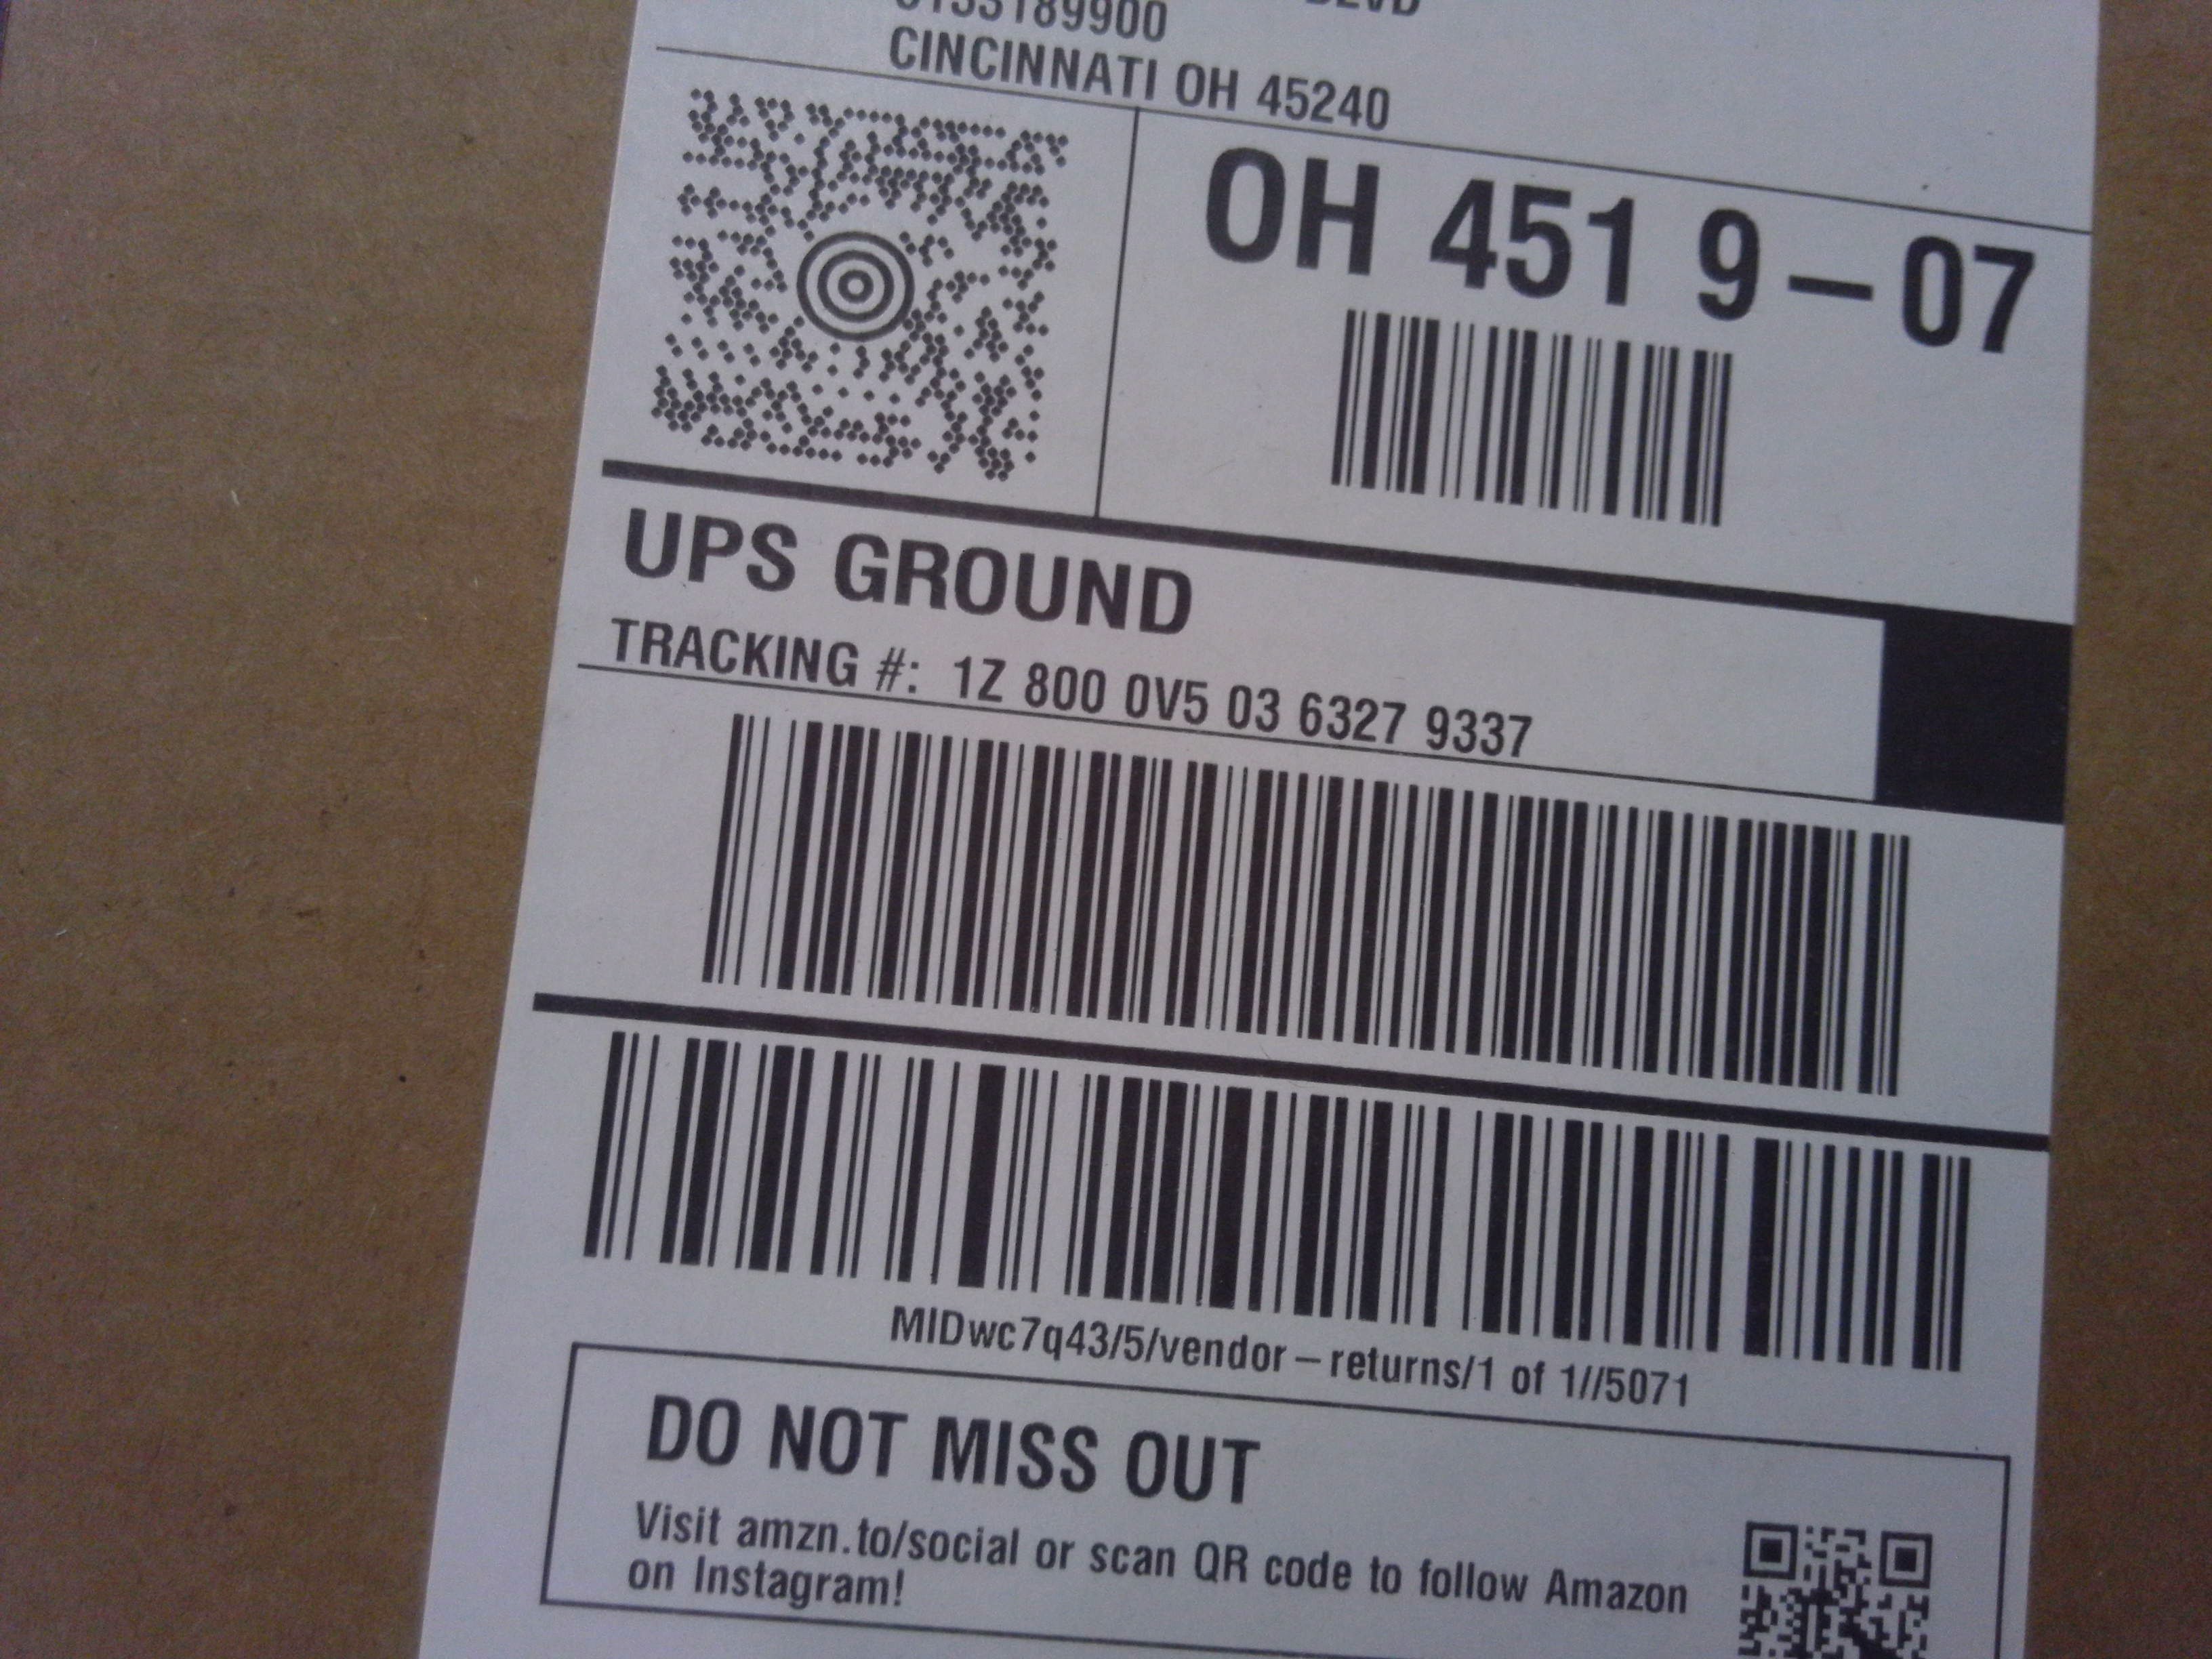 CINCINNATI OH 45240
OH 451 9-07
UPS GROUND
TRACKING #: 1Z 800 0V5 03 6327 9337
MIDwc7q43/5/vendor-returns/1 of 1//5071
DO NOT MISS OUT
Visit amzn.to/social or scan QR code to follow Amazon
on Instagram!